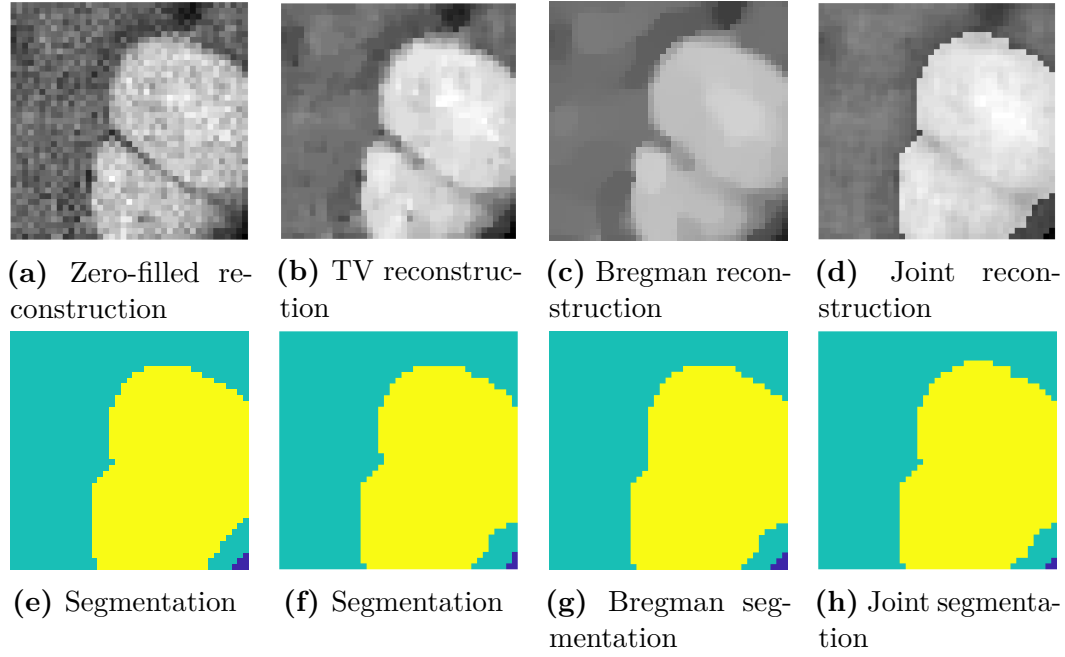 (a) Zero-filled re-
construction
(b) TV reconstruc-
tion
(c) Bregman recon-
struction
(d) Joint recon-
struction
(e) Segmentation
(f) Segmentation
(g) Bregman seg-
mentation
(h) Joint segmenta-
tion